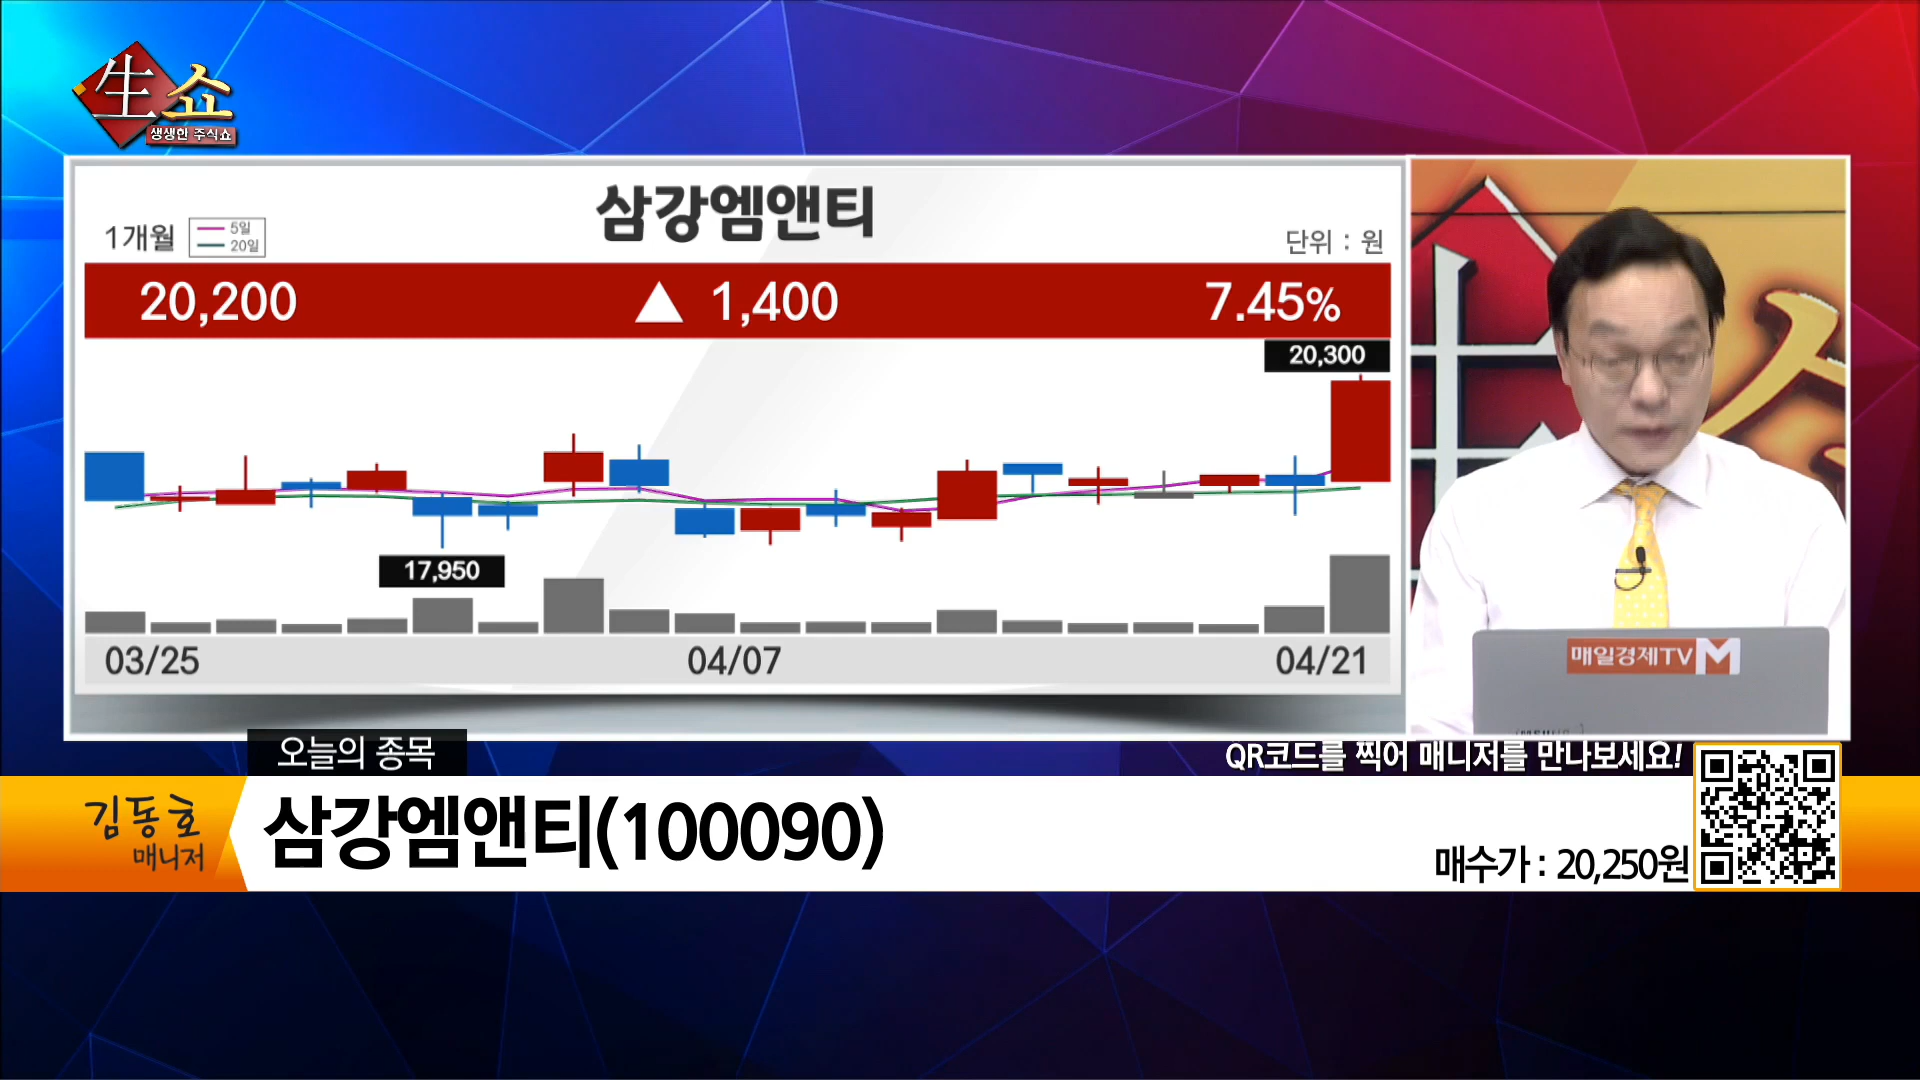 生쇼
생생한 주식쇼
삼강엠앤티
1개월
5일
20일
단위 : 원
20,200 ▲ 1,400 7.45%
20,300
17,950
03/25 04/07 04/21
매일경제TV M
오늘의 종목
QR코드를 찍어 매니저를 만나보세요!
김동호
매니저
삼강엠앤티(100090)
매수가 : 20,250원